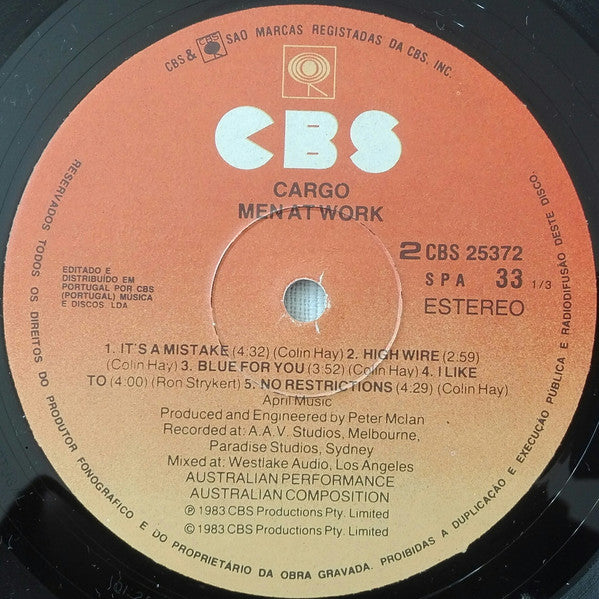 CBS & CBS SÃO MARCAS REGISTADAS DA CBS, INC.
CBS
CARGO
MEN AT WORK
2 CBS 25372
SPA 33 1/3
ESTEREO
EDITADO E
DISTRIBUÍDO EM
PORTUGAL POR CBS
(PORTUGAL) MÚSICA
E DISCOS. LDA
1. IT'S A MISTAKE (4:32) (Colin Hay) 2. HIGH WIRE (2:59)
(Colin Hay) 3. BLUE FOR YOU (3:52) (Colin Hay) 4. I LIKE
TO (4:00) (Ron Strykert) 5. NO RESTRICTIONS (4:29) (Colin Hay)
April Music
Produced and Engineered by Peter McIan
Recorded at: A.A.V. Studios, Melbourne,
Paradise Studios, Sydney
Mixed at: Westlake Audio, Los Angeles
AUSTRALIAN PERFORMANCE
AUSTRALIAN COMPOSITION
℗ 1983 CBS Productions Pty. Limited
© 1983 CBS Productions Pty. Limited
RESERVADOS TODOS OS DIREITOS DO PRODUTOR FONOGRAFICO E DO PROPRIETÁRIO DA OBRA GRAVADA. PROIBIDAS A DUPLICAÇÃO E EXECUÇÃO PUBLICA E RADIODIFUSÃO DESTE DISCO.